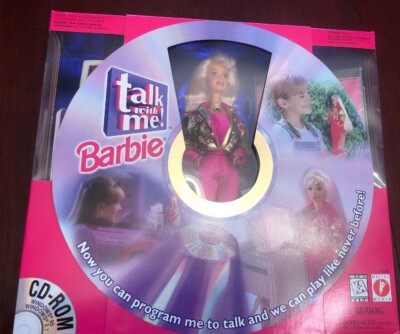 talk
with
me!
Barbie
Now you can program me to talk and we can play like never before!
CD-ROM
WARNING: